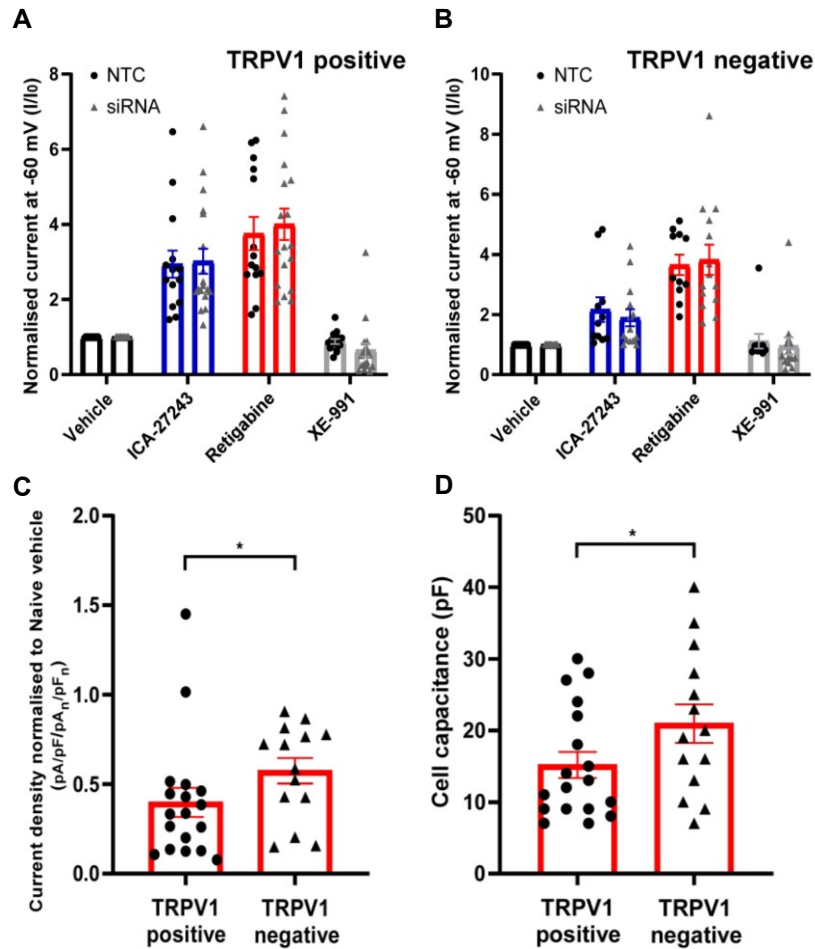 A
TRPV1 positive
NTC
siRNA
Normalised current at -60 mV (I/I₀)
8
6
4
2
0
Vehicle
ICA-27243
Retigabine
XE-991
B
TRPV1 negative
NTC
siRNA
Normalised current at -60 mV (I/I₀)
10
8
6
4
2
0
Vehicle
ICA-27243
Retigabine
XE-991
C
Current density normalised to Naive vehicle
(pA/pF/pAₙ/pFₙ)
2.0
1.5
1.0
0.5
0.0
*
TRPV1
positive
TRPV1
negative
D
Cell capacitance (pF)
50
40
30
20
10
0
*
TRPV1
positive
TRPV1
negative